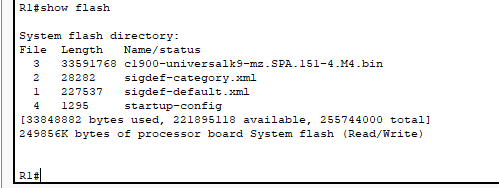 R1#show flash
System flash directory:
File  Length   Name/status
3   33591768 c1900-universalk9-mz.SPA.151-4.M4.bin
2   28282    sigdef-category.xml
1   227537   sigdef-default.xml
4   1295     startup-config
[33848882 bytes used, 221895118 available, 255744000 total]
249856K bytes of processor board System flash (Read/Write)
R1#